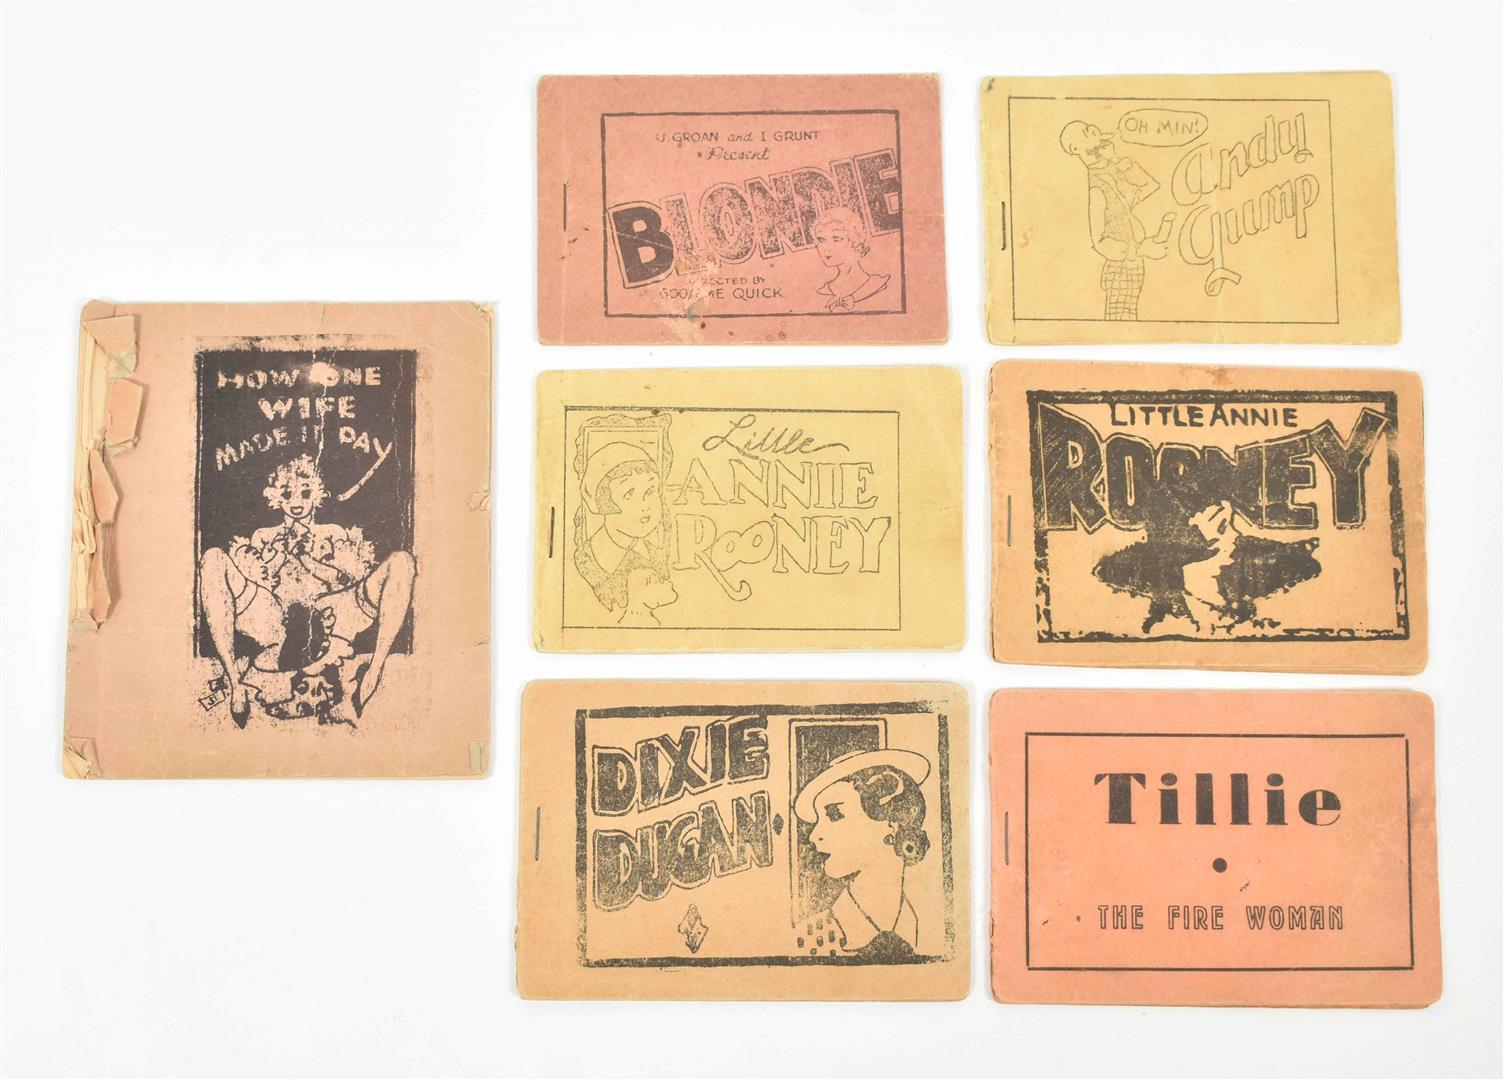 HOW ONE
WIFE
MADE IT PAY
U. GROAN and I GRUNT
Present
BLONDIE
DIRECTED BY
QUICK
OH MIN!
Andy
Gump
Little
ANNIE
ROONEY
LITTLE ANNIE
ROONEY
DIXIE
DUGAN
Tillie
THE FIRE WOMAN